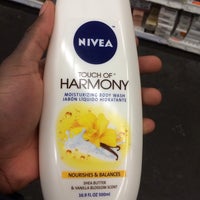 NIVEA
TOUCH OF
HARMONY
MOISTURIZING BODY WASH
JABÓN LÍQUIDO HIDRATANTE
NOURISHES & BALANCES
SHEA BUTTER
& VANILLA BLOSSOM SCENT
16.9 FL OZ 500ml